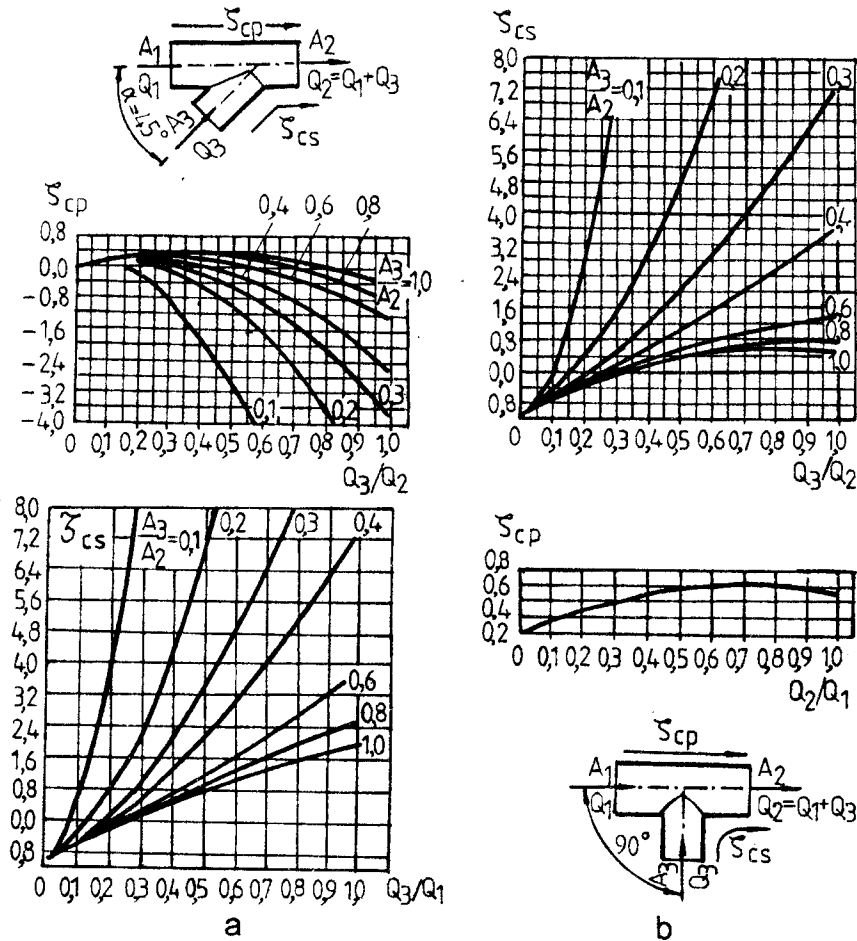 ζcp
A1
A2
Q1
Q2=Q1+Q3
α=45°
A3
Q3
ζcs
ζcp
0,8
0,0
−0,8
−1,6
−2,4
−3,2
−4,0
0,4
0,6
0,8
A3/A2=1,0
0,1
0,2
0,3
0 0,1 0,2 0,3 0,4 0,5 0,6 0,7 0,8 0,9 1,0
Q3/Q2
8,0
7,2
6,4
5,6
4,8
4,0
3,2
2,4
1,6
0,8
0,0
0,8
ζcs
A3/A2=0,1
0,2
0,3
0,4
0,6
0,8
1,0
0 0,1 0,2 0,3 0,4 0,5 0,6 0,7 0,8 0,9 1,0
Q3/Q1
a
ζcs
8,0
7,2
6,4
5,6
4,8
4,0
3,2
2,4
1,6
0,8
0,0
0,8
A3/A2=0,1
0,2
0,3
0,4
0,6
0,8
1,0
0 0,1 0,2 0,3 0,4 0,5 0,6 0,7 0,8 0,9 1,0
Q3/Q2
ζcp
0,8
0,6
0,4
0,2
0 0,1 0,2 0,3 0,4 0,5 0,6 0,7 0,8 0,9 1,0
Q2/Q1
ζcp
A1
A2
Q1
Q2=Q1+Q3
90°
A3
Q3
ζcs
b